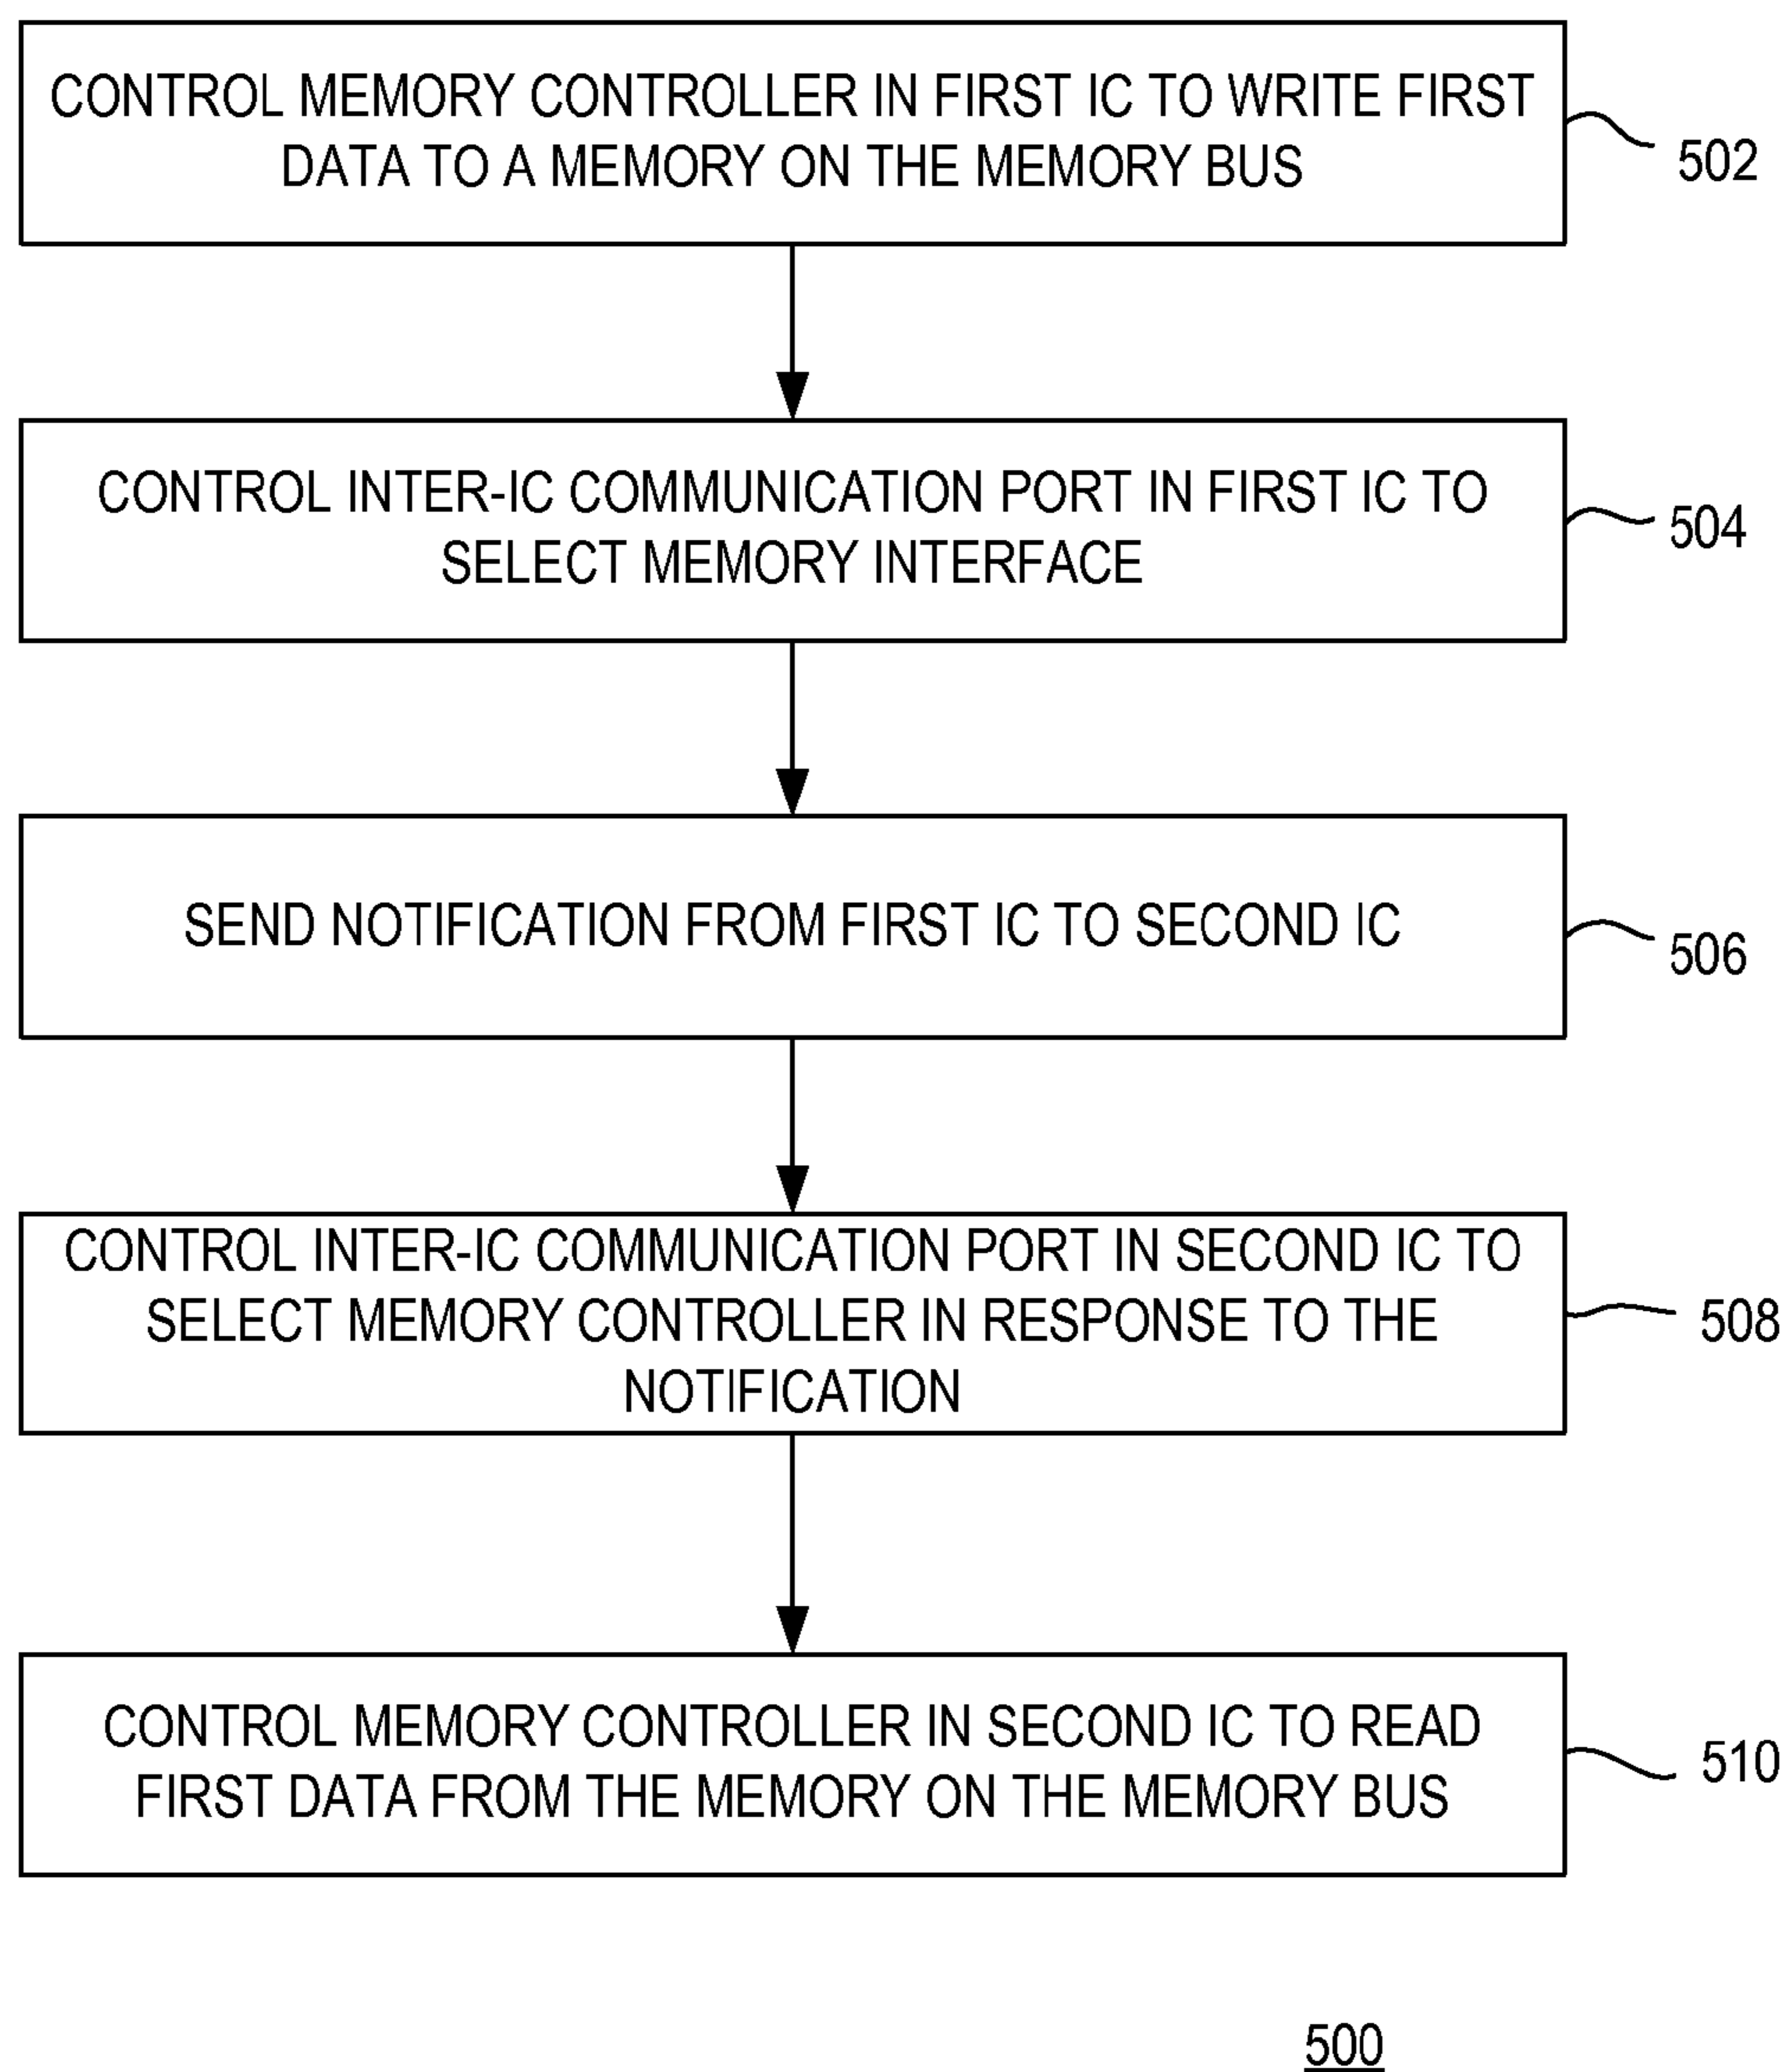 CONTROL MEMORY CONTROLLER IN FIRST IC TO WRITE FIRST
DATA TO A MEMORY ON THE MEMORY BUS
502
CONTROL INTER-IC COMMUNICATION PORT IN FIRST IC TO
SELECT MEMORY INTERFACE
504
SEND NOTIFICATION FROM FIRST IC TO SECOND IC
506
CONTROL INTER-IC COMMUNICATION PORT IN SECOND IC TO
SELECT MEMORY CONTROLLER IN RESPONSE TO THE
NOTIFICATION
508
CONTROL MEMORY CONTROLLER IN SECOND IC TO READ
FIRST DATA FROM THE MEMORY ON THE MEMORY BUS
510
500